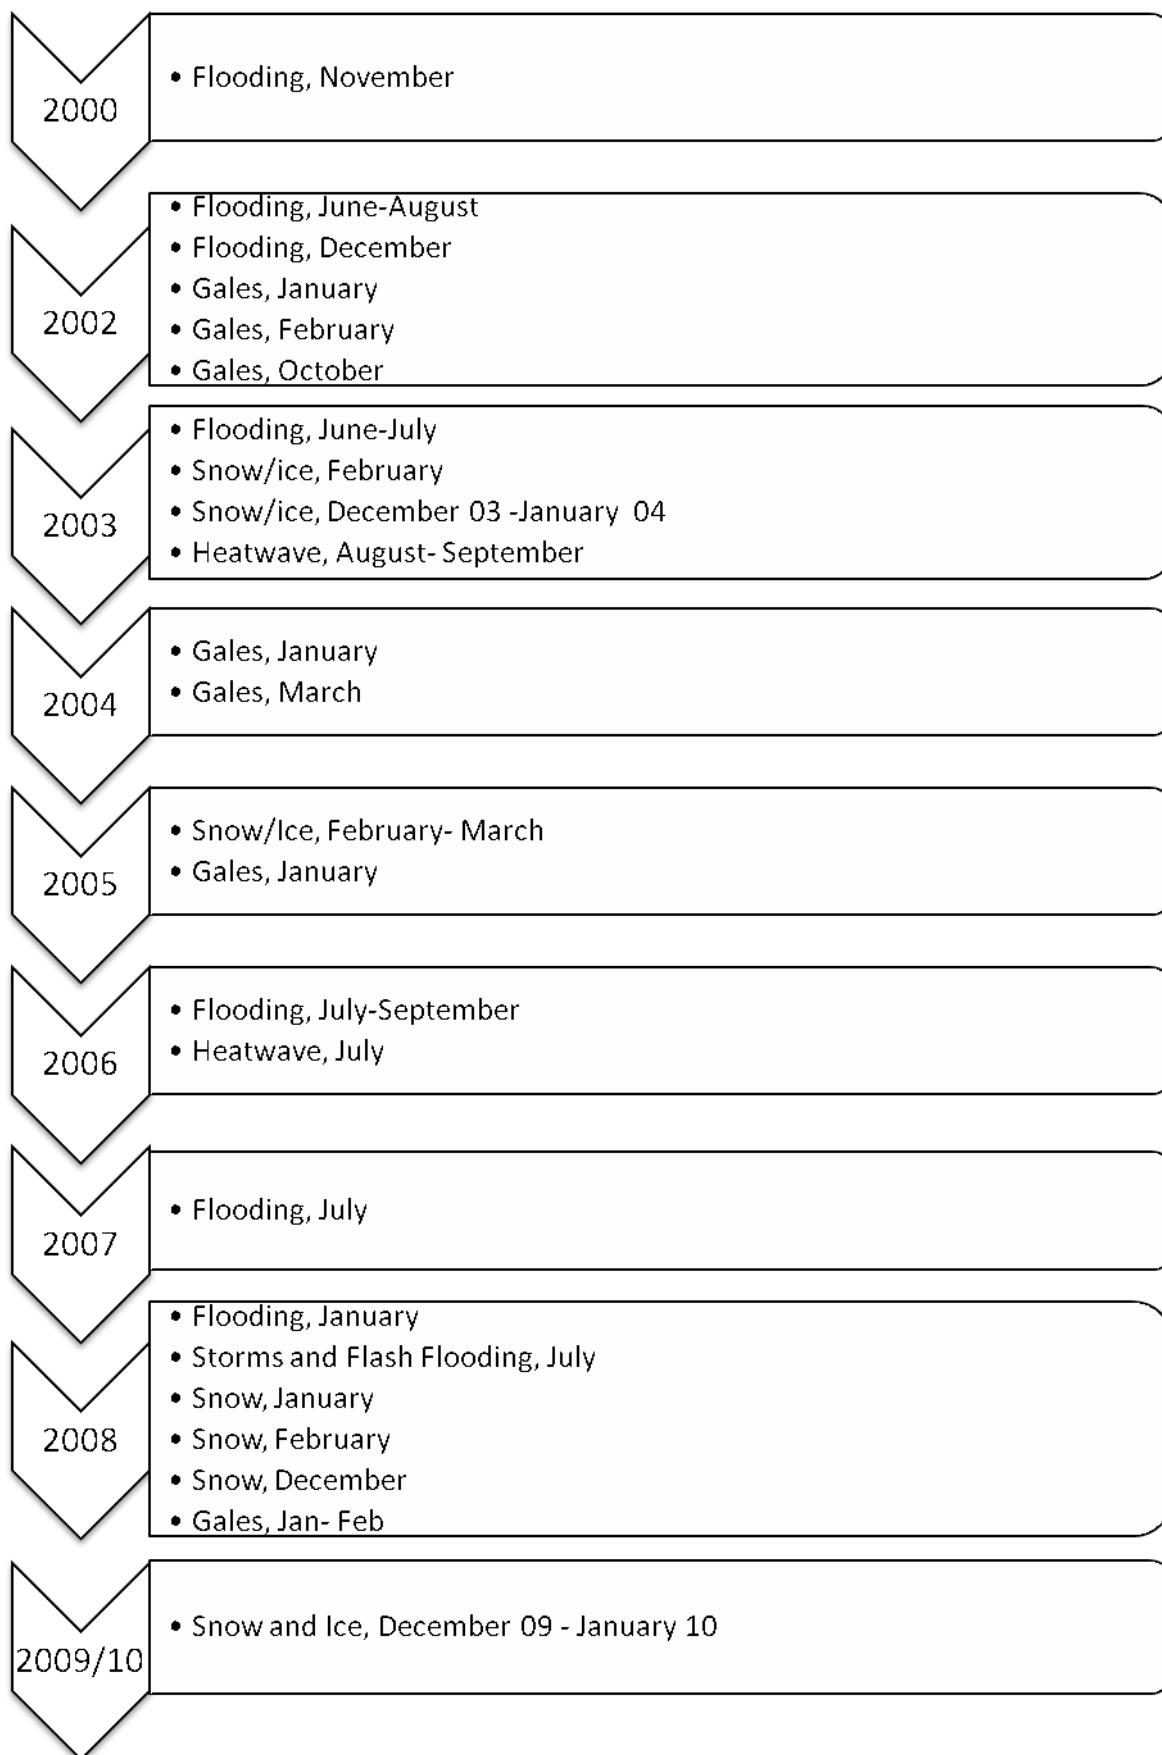 2000
• Flooding, November
2002
• Flooding, June-August
• Flooding, December
• Gales, January
• Gales, February
• Gales, October
2003
• Flooding, June-July
• Snow/ice, February
• Snow/ice, December 03 -January 04
• Heatwave, August- September
2004
• Gales, January
• Gales, March
2005
• Snow/Ice, February- March
• Gales, January
2006
• Flooding, July-September
• Heatwave, July
2007
• Flooding, July
2008
• Flooding, January
• Storms and Flash Flooding, July
• Snow, January
• Snow, February
• Snow, December
• Gales, Jan- Feb
2009/10
• Snow and Ice, December 09 - January 10